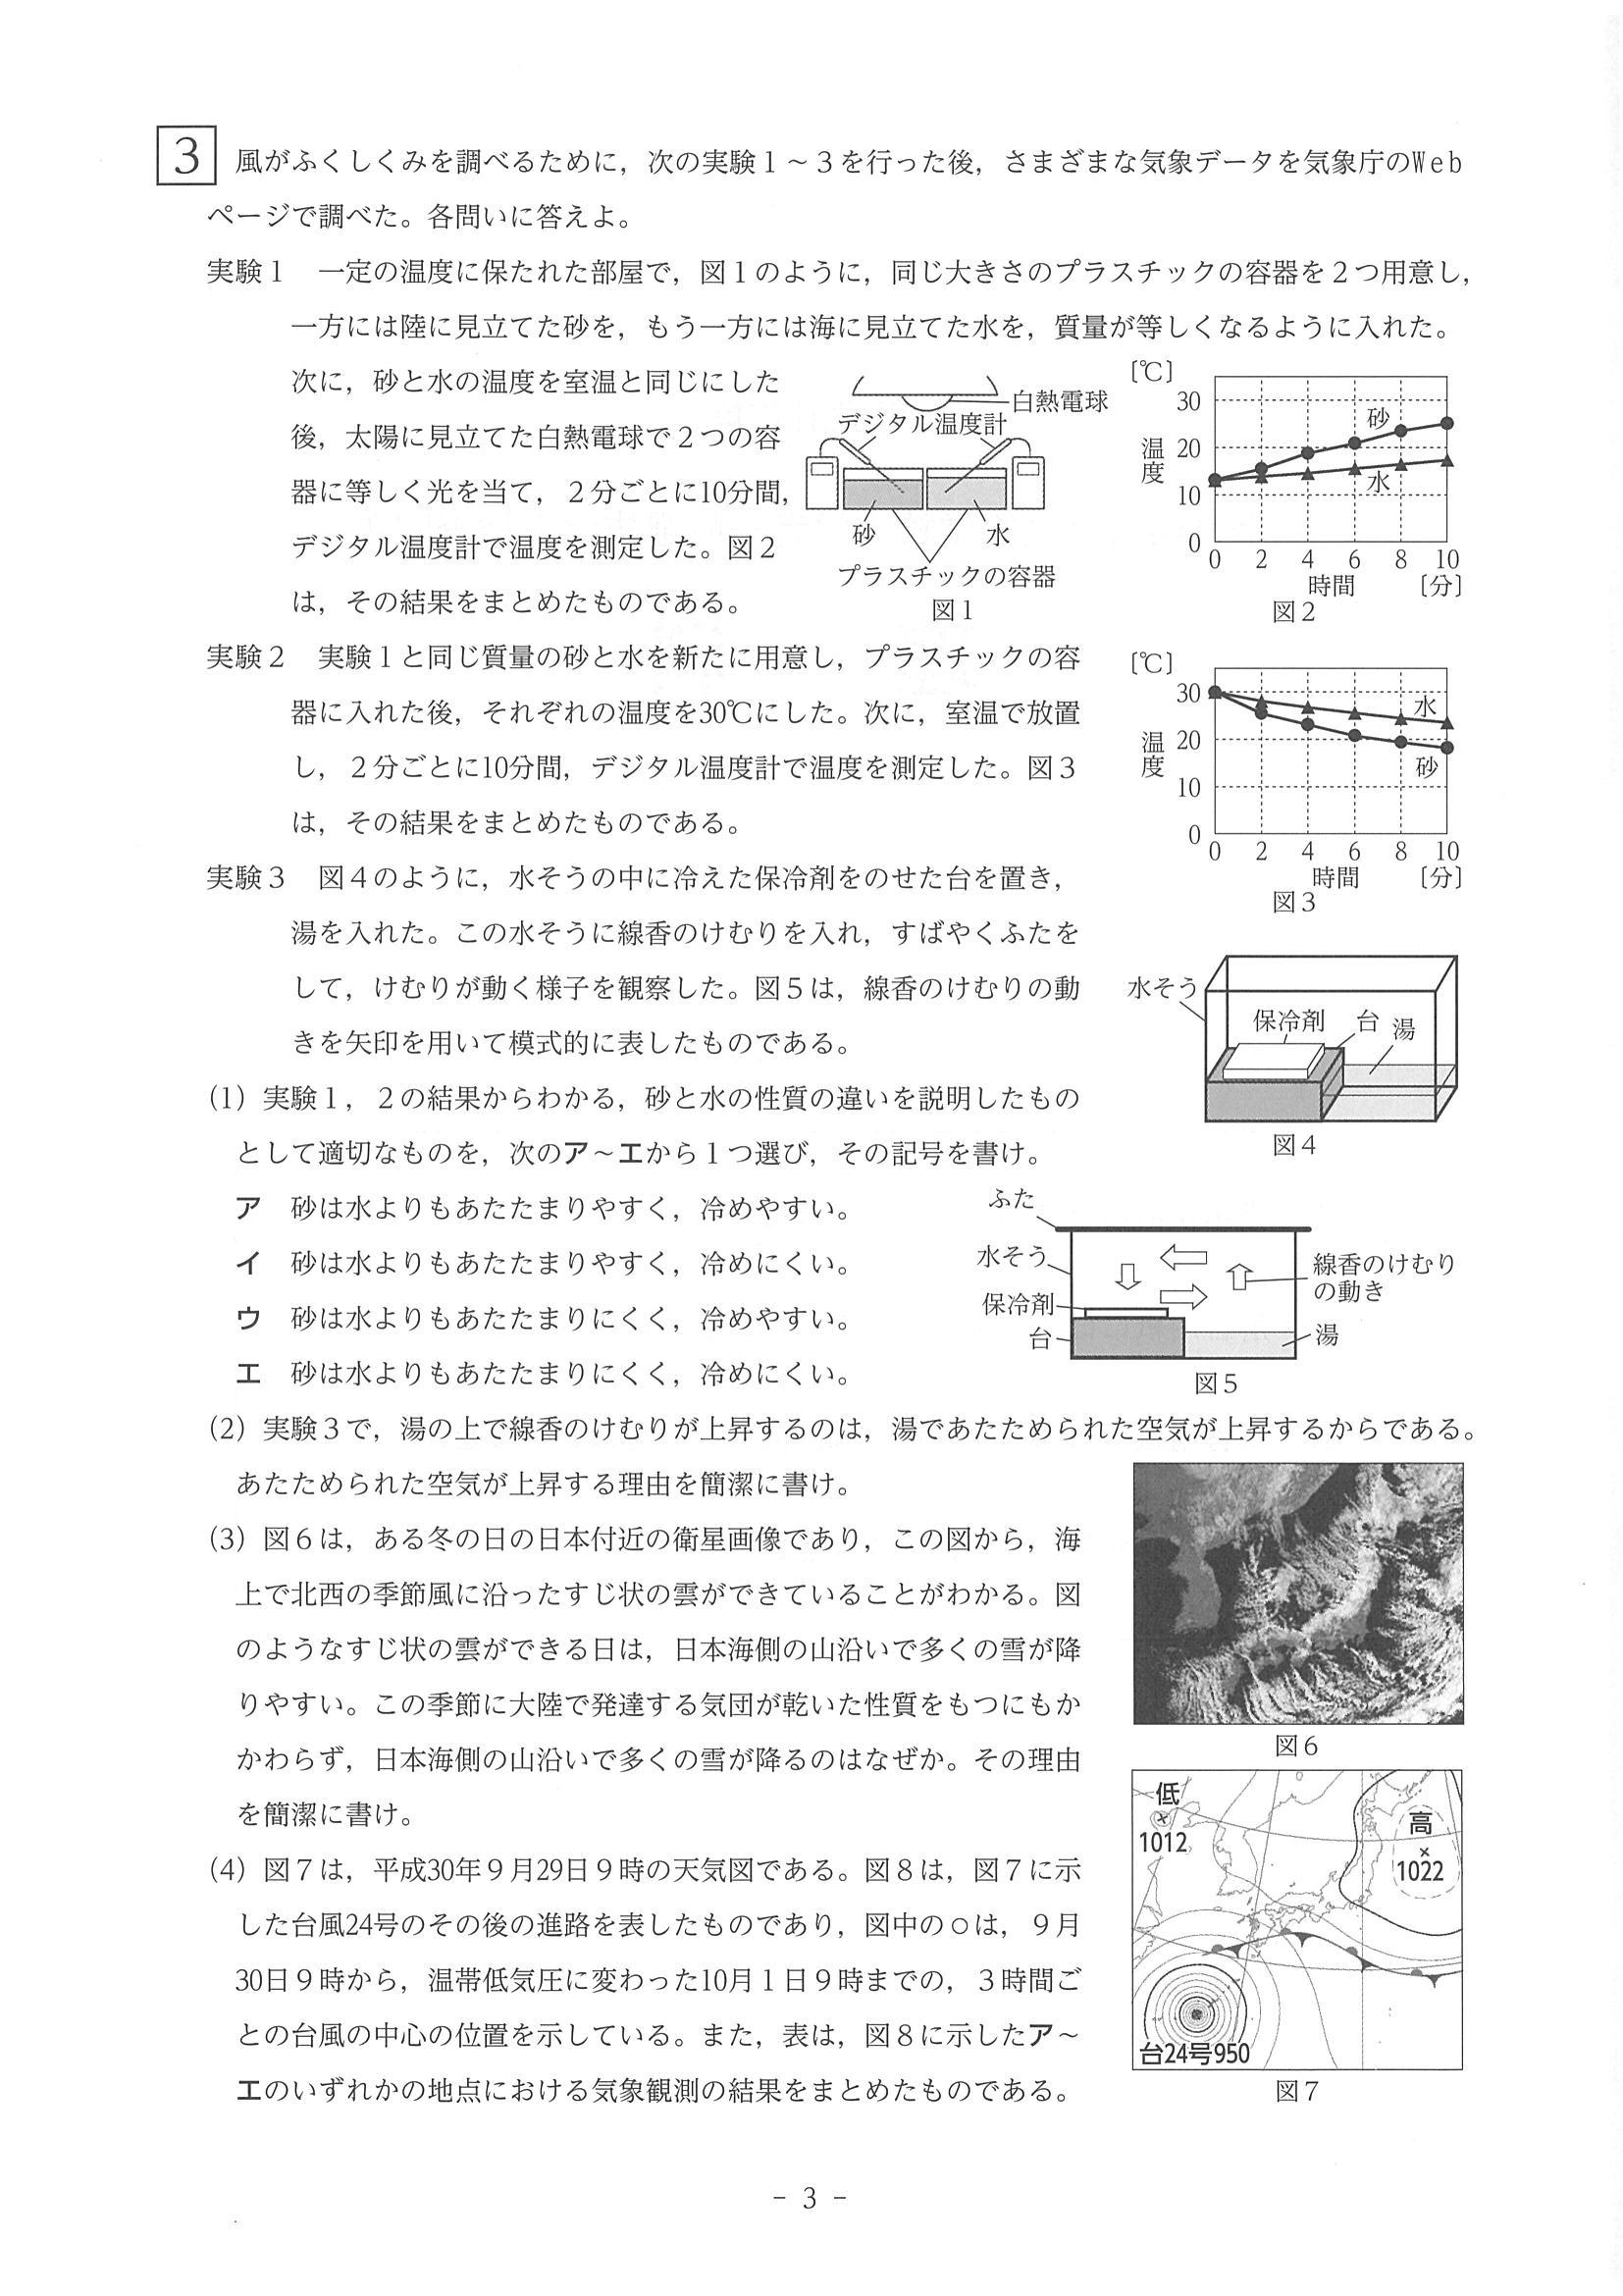 3 風がふくしくみを調べるために，次の実験１～３を行った後，さまざまな気象データを気象庁のWeb
ページで調べた。各問いに答えよ。
実験１　一定の温度に保たれた部屋で，図１のように，同じ大きさのプラスチックの容器を２つ用意し，
一方には陸に見立てた砂を，もう一方には海に見立てた水を，質量が等しくなるように入れた。
次に，砂と水の温度を室温と同じにした
後，太陽に見立てた白熱電球で２つの容
器に等しく光を当て，２分ごとに10分間，
デジタル温度計で温度を測定した。図２
は，その結果をまとめたものである。
白熱電球
デジタル温度計
砂
水
プラスチックの容器
図１
〔℃〕
30
20
10
0
温度
砂
水
0 2 4 6 8 10
時間 〔分〕
図２
実験２　実験１と同じ質量の砂と水を新たに用意し，プラスチックの容
器に入れた後，それぞれの温度を30℃にした。次に，室温で放置
し，２分ごとに10分間，デジタル温度計で温度を測定した。図３
は，その結果をまとめたものである。
〔℃〕
30
20
10
0
温度
水
砂
0 2 4 6 8 10
時間 〔分〕
図３
実験３　図４のように，水そうの中に冷えた保冷剤をのせた台を置き，
湯を入れた。この水そうに線香のけむりを入れ，すばやくふたを
して，けむりが動く様子を観察した。図５は，線香のけむりの動
きを矢印を用いて模式的に表したものである。
水そう
保冷剤
台
湯
図４
(1) 実験１，２の結果からわかる，砂と水の性質の違いを説明したもの
として適切なものを，次のア～エから１つ選び，その記号を書け。
ア　砂は水よりもあたたまりやすく，冷めやすい。
イ　砂は水よりもあたたまりやすく，冷めにくい。
ウ　砂は水よりもあたたまりにくく，冷めやすい。
エ　砂は水よりもあたたまりにくく，冷めにくい。
ふた
水そう
保冷剤
台
線香のけむり
の動き
湯
図５
(2) 実験３で，湯の上で線香のけむりが上昇するのは，湯であたためられた空気が上昇するからである。
あたためられた空気が上昇する理由を簡潔に書け。
(3) 図６は，ある冬の日の日本付近の衛星画像であり，この図から，海
上で北西の季節風に沿ったすじ状の雲ができていることがわかる。図
のようなすじ状の雲ができる日は，日本海側の山沿いで多くの雪が降
りやすい。この季節に大陸で発達する気団が乾いた性質をもつにもか
かわらず，日本海側の山沿いで多くの雪が降るのはなぜか。その理由
を簡潔に書け。
図６
(4) 図７は，平成30年９月29日９時の天気図である。図８は，図７に示
した台風24号のその後の進路を表したものであり，図中の○は，９月
30日９時から，温帯低気圧に変わった10月１日９時までの，３時間ご
との台風の中心の位置を示している。また，表は，図８に示したア～
エのいずれかの地点における気象観測の結果をまとめたものである。
低
1012
高
1022
台24号950
図７
- 3 -